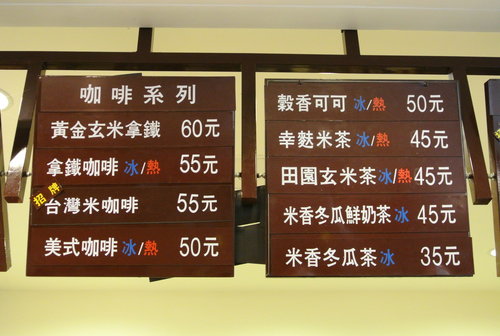 咖啡系列
黃金玄米拿鐵 60元
拿鐵咖啡 冰/熱 55元
招牌
台灣米咖啡 55元
美式咖啡 冰/熱 50元
穀香可可 冰/熱 50元
幸麩米茶 冰/熱 45元
田園玄米茶 冰/熱 45元
米香冬瓜鮮奶茶 冰 45元
米香冬瓜茶 冰 35元